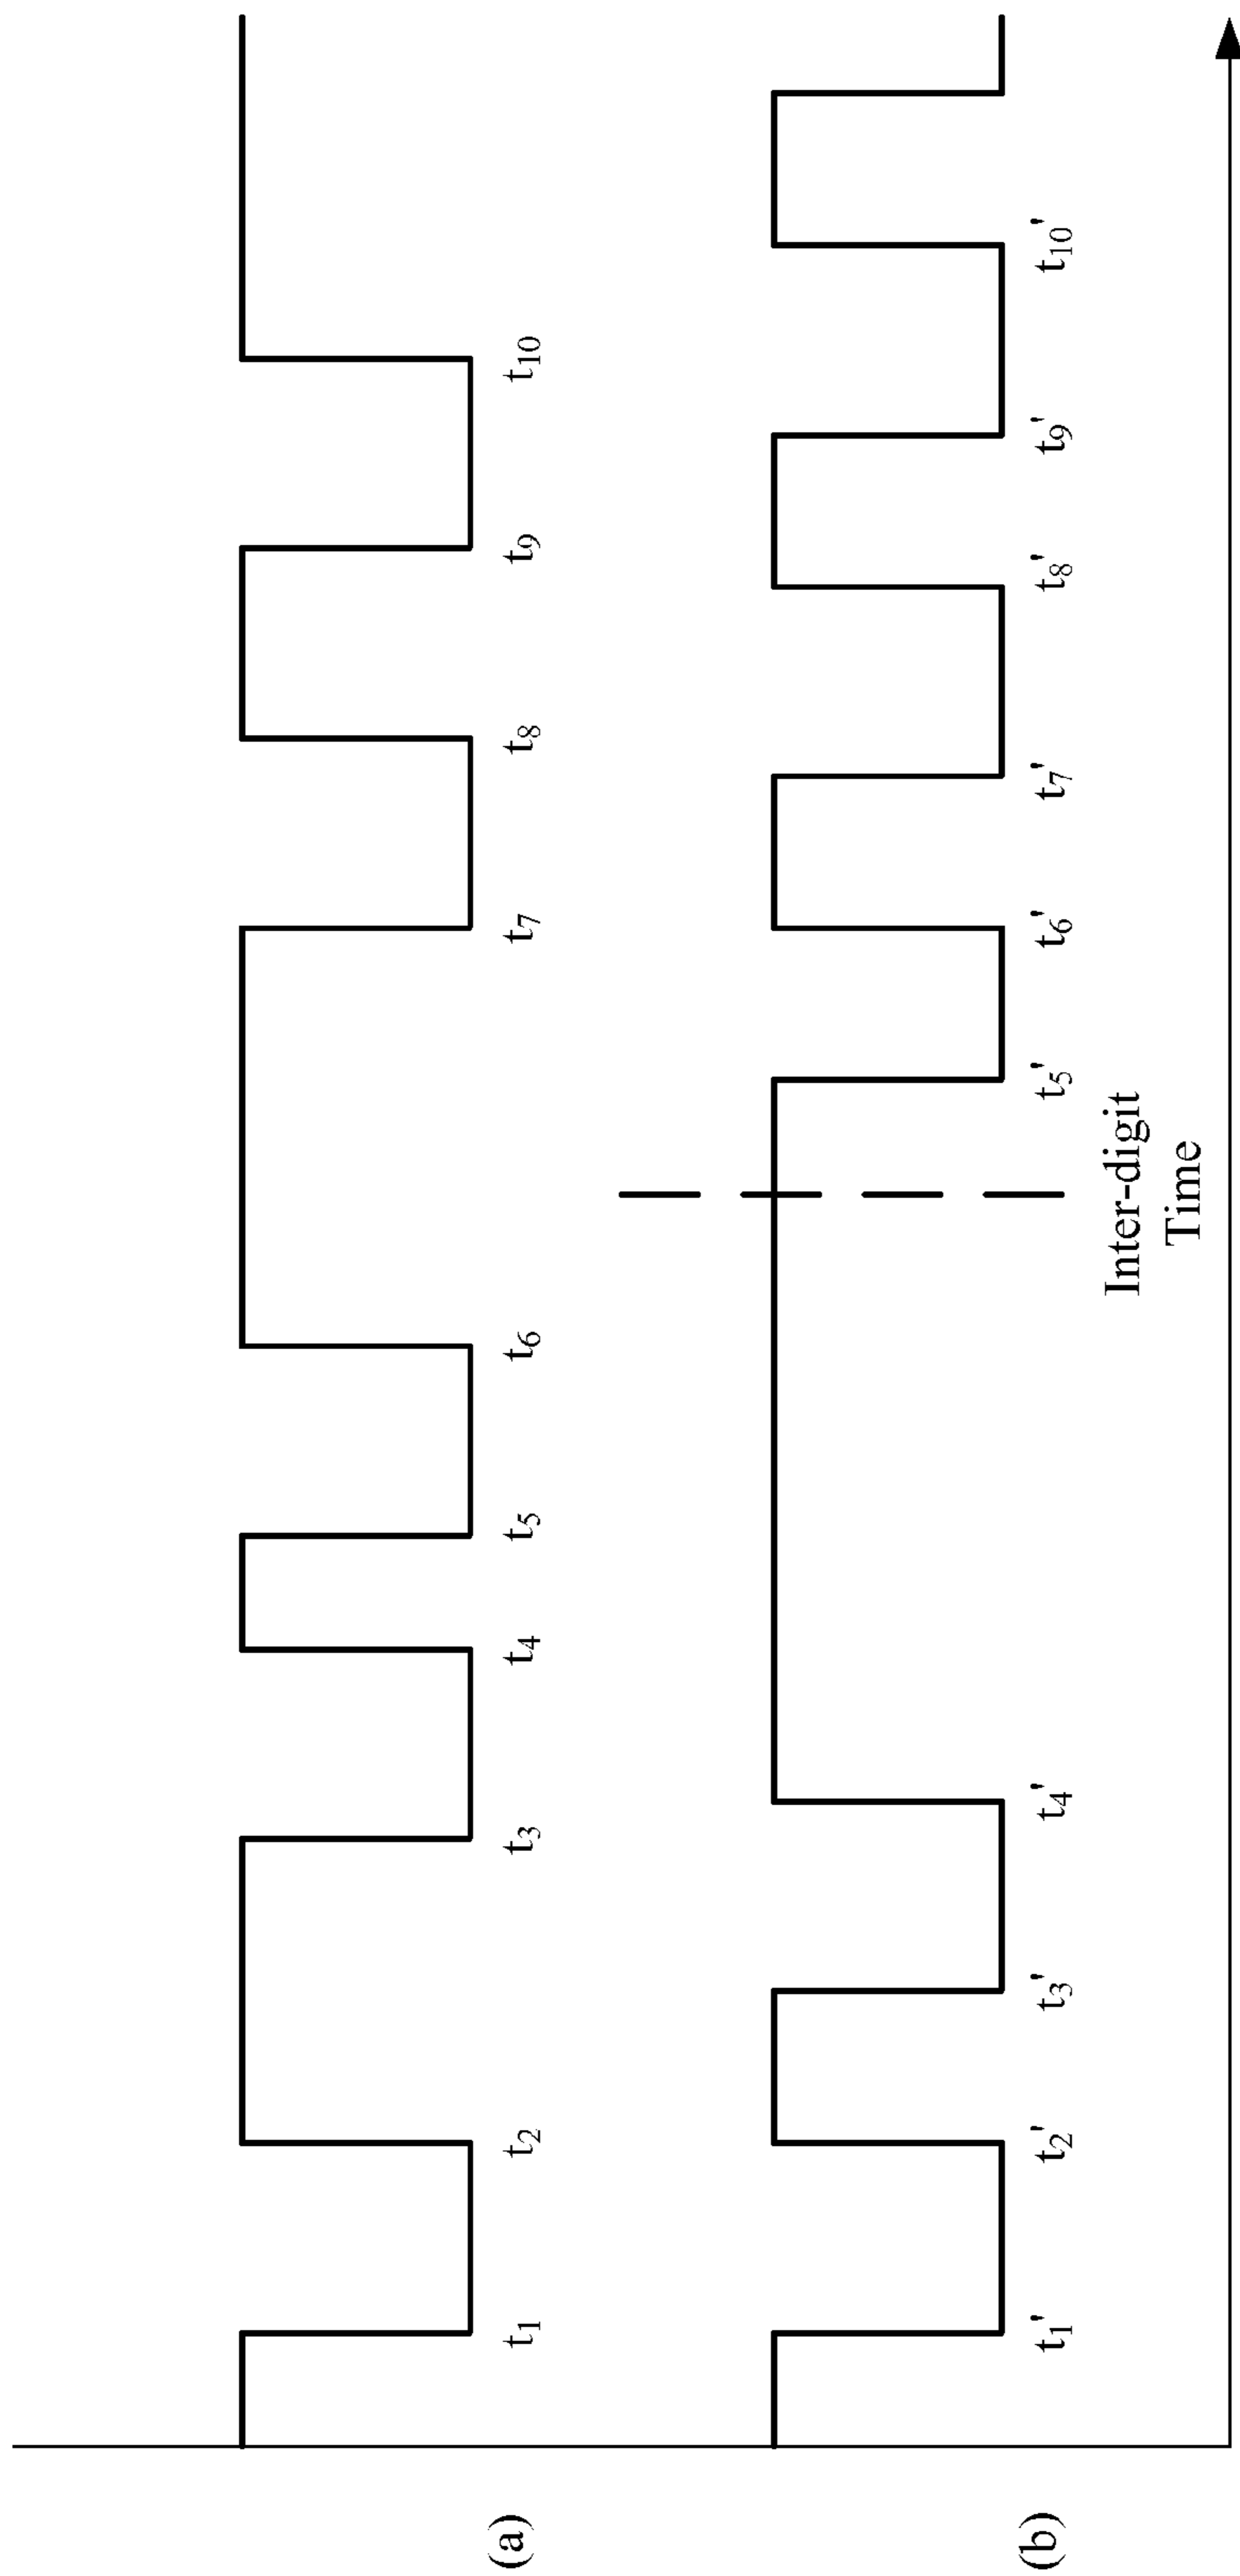 (a)
t1
t2
t3
t4
t5
t6
t7
t8
t9
t10
(b)
t1'
t2'
t3'
t4'
t5'
t6'
t7'
t8'
t9'
t10'
Inter-digit
Time